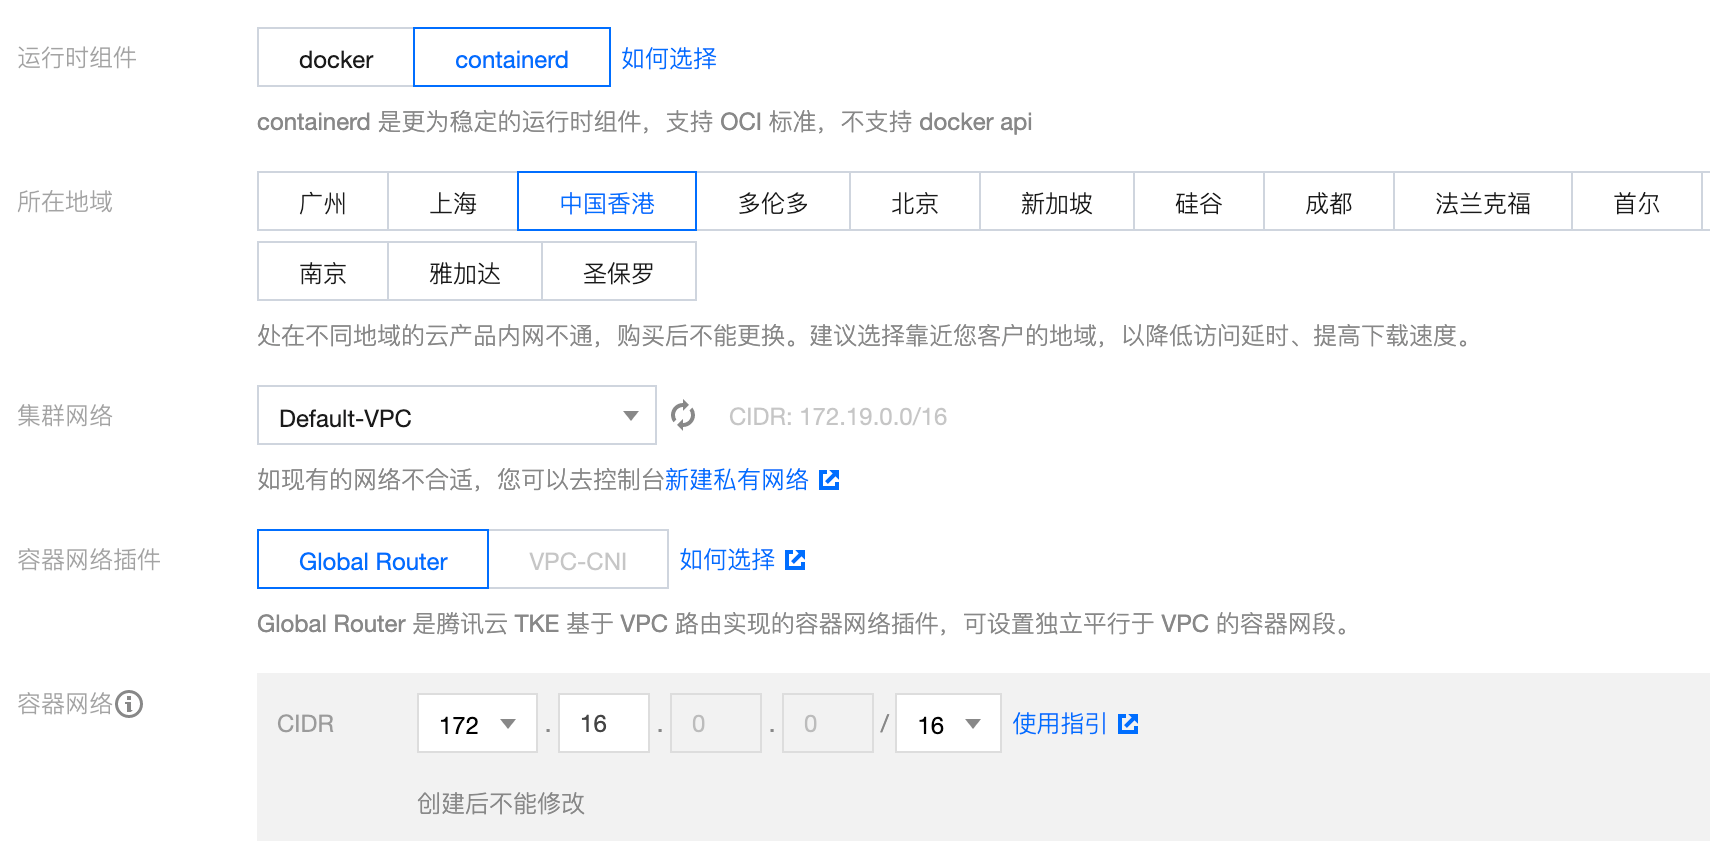 运行时组件 docker containerd 如何选择
containerd 是更为稳定的运行时组件，支持 OCI 标准，不支持 docker api
所在地域 广州 上海 中国香港 多伦多 北京 新加坡 硅谷 成都 法兰克福 首尔
南京 雅加达 圣保罗
处在不同地域的云产品内网不通，购买后不能更换。建议选择靠近您客户的地域，以降低访问延时、提高下载速度。
集群网络 Default-VPC CIDR: 172.19.0.0/16
如现有的网络不合适，您可以去控制台新建私有网络
容器网络插件 Global Router VPC-CNI 如何选择
Global Router 是腾讯云 TKE 基于 VPC 路由实现的容器网络插件，可设置独立平行于 VPC 的容器网段。
容器网络 CIDR 172 . 16 . 0 . 0 / 16 使用指引
创建后不能修改